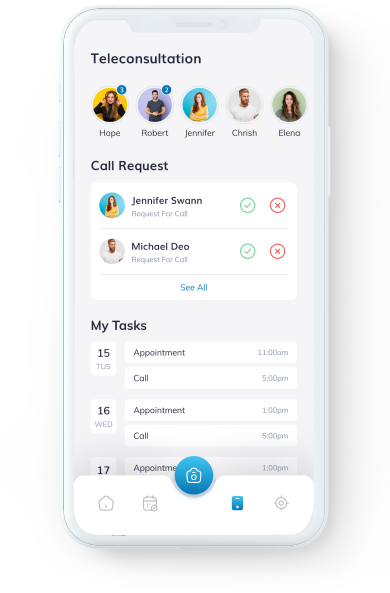 Teleconsultation
3
2
Hope Robert Jennifer Chrish Elena
Call Request
Jennifer Swann
Request For Call
Michael Deo
Request For Call
See All
My Tasks
15 Appointment 11:00am
TUS Call 5:00pm
16 Appointment 1:00pm
WED Call 5:00pm
17 Appointme 1:00pm